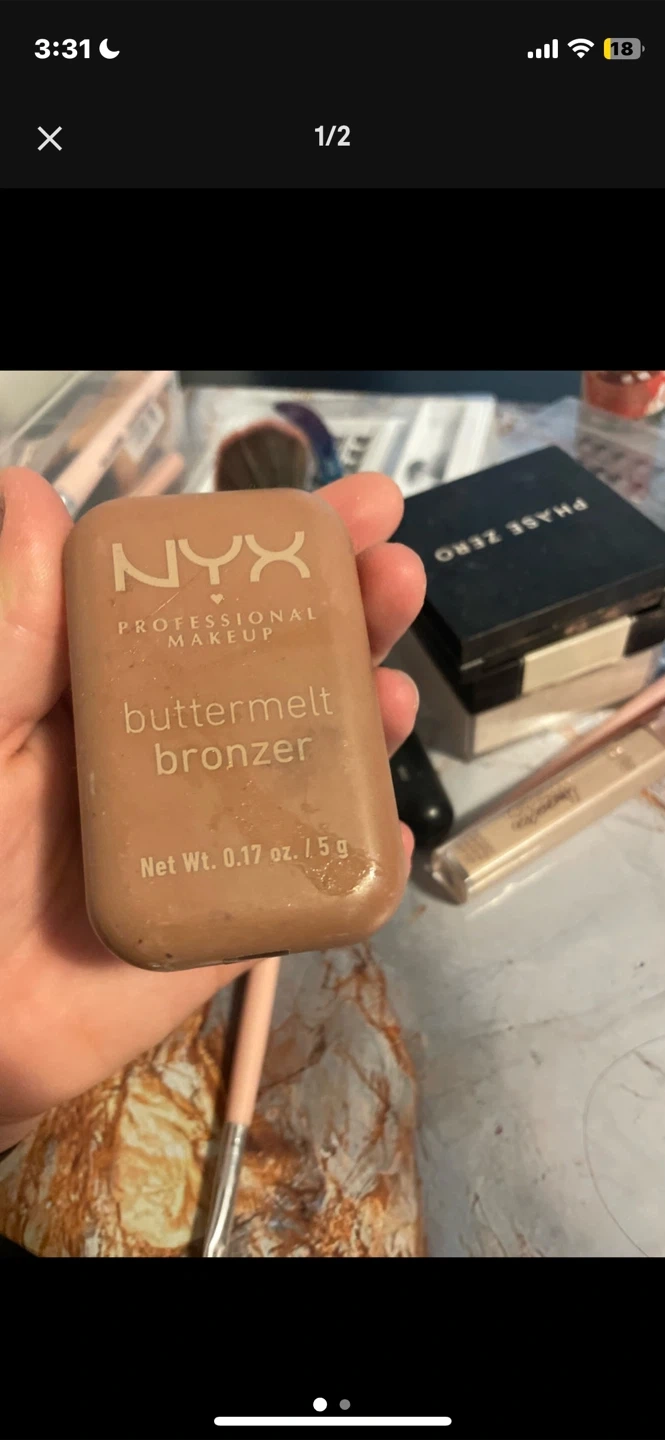 3:31
18
1/2
NYX
PROFESSIONAL
MAKEUP
buttermelt
bronzer
Net Wt. 0.17 oz. / 5 g
PHASE ZERO